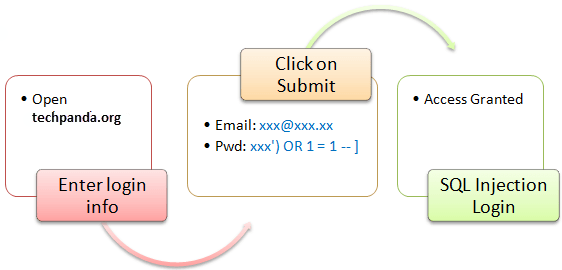 • Open
techpanda.org
Enter login
info
Click on
Submit
• Email: xxx@xxx.xx
• Pwd: xxx') OR 1 = 1 -- ]
• Access Granted
SQL Injection
Login